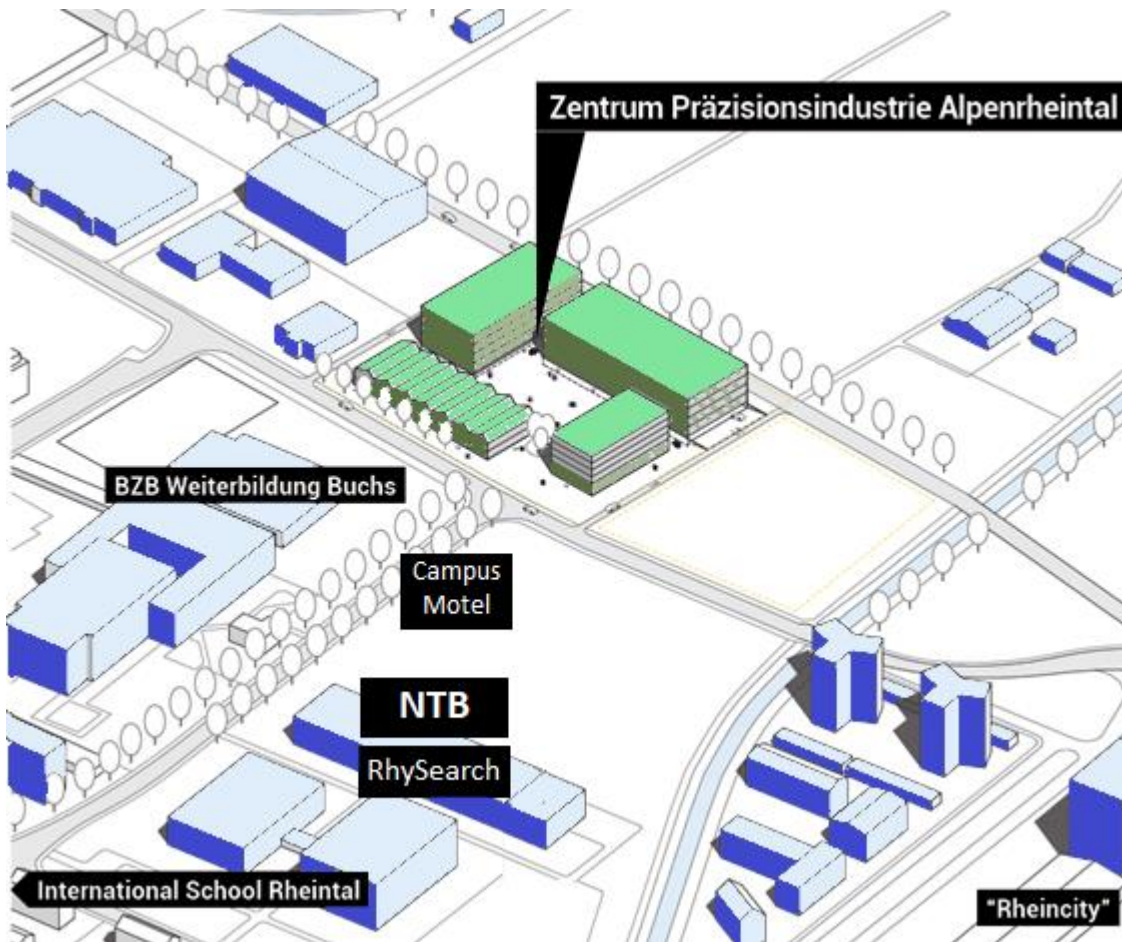 Zentrum Präzisionsindustrie Alpenrheintal
BZB Weiterbildung Buchs
Campus
Motel
NTB
RhySearch
International School Rheintal
"Rheincity"